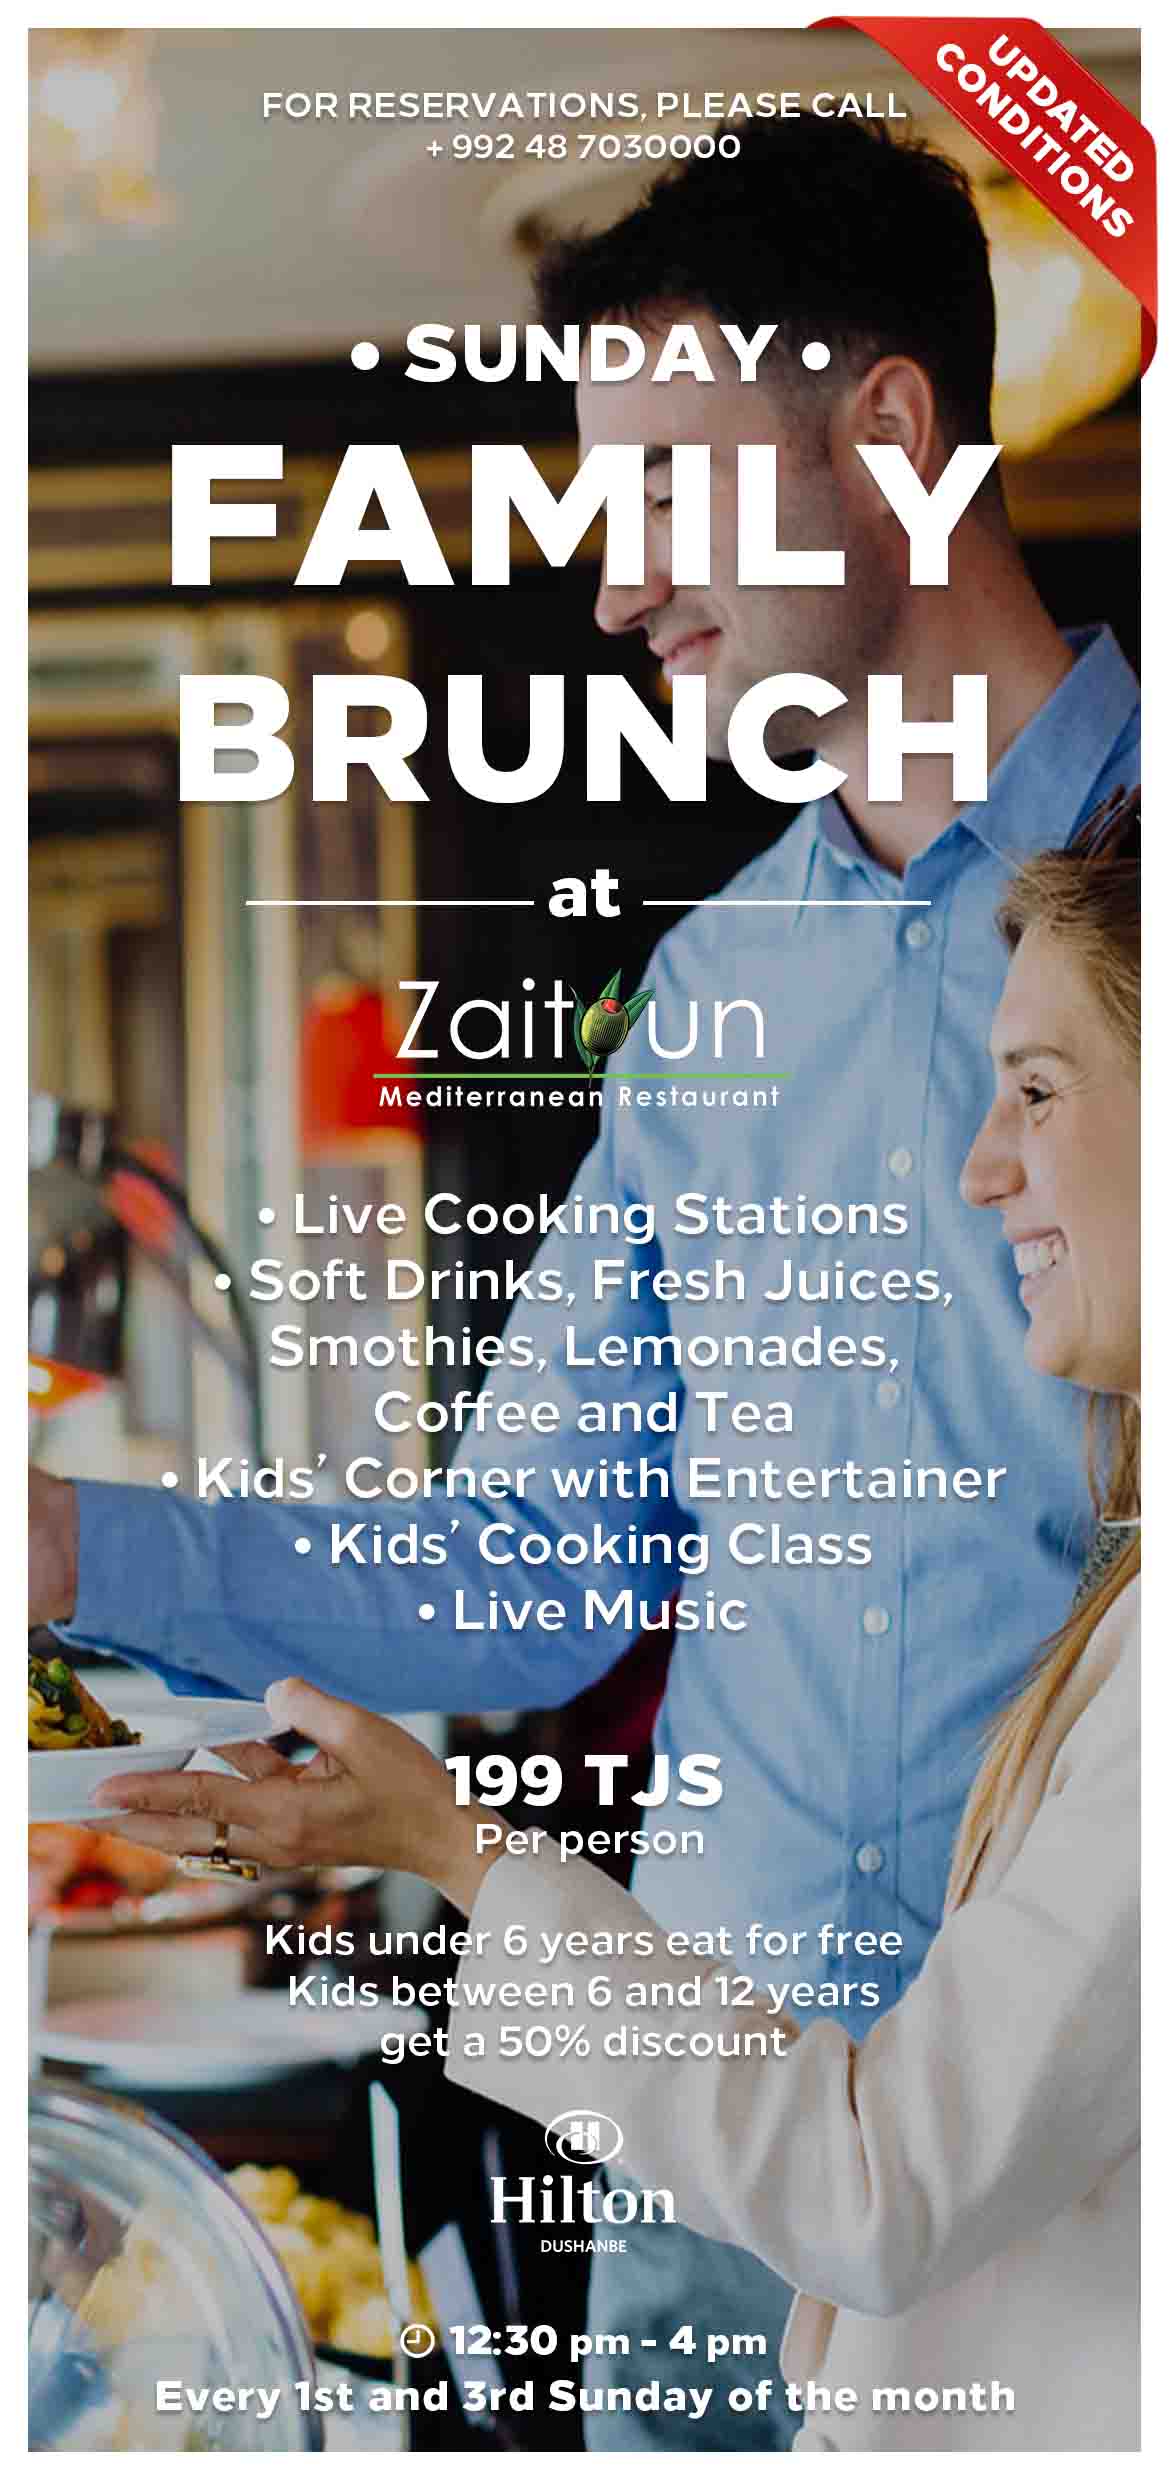 UPDATED
CONDITIONS
FOR RESERVATIONS, PLEASE CALL
+ 992 48 7030000
• SUNDAY •
FAMILY
BRUNCH
at
Zaitoun
Mediterranean Restaurant
• Live Cooking Stations
• Soft Drinks, Fresh Juices,
Smothies, Lemonades,
Coffee and Tea
• Kids’ Corner with Entertainer
• Kids’ Cooking Class
• Live Music
199 TJS
Per person
Kids under 6 years eat for free
Kids between 6 and 12 years
get a 50% discount
H
Hilton
DUSHANBE
12:30 pm - 4 pm
Every 1st and 3rd Sunday of the month